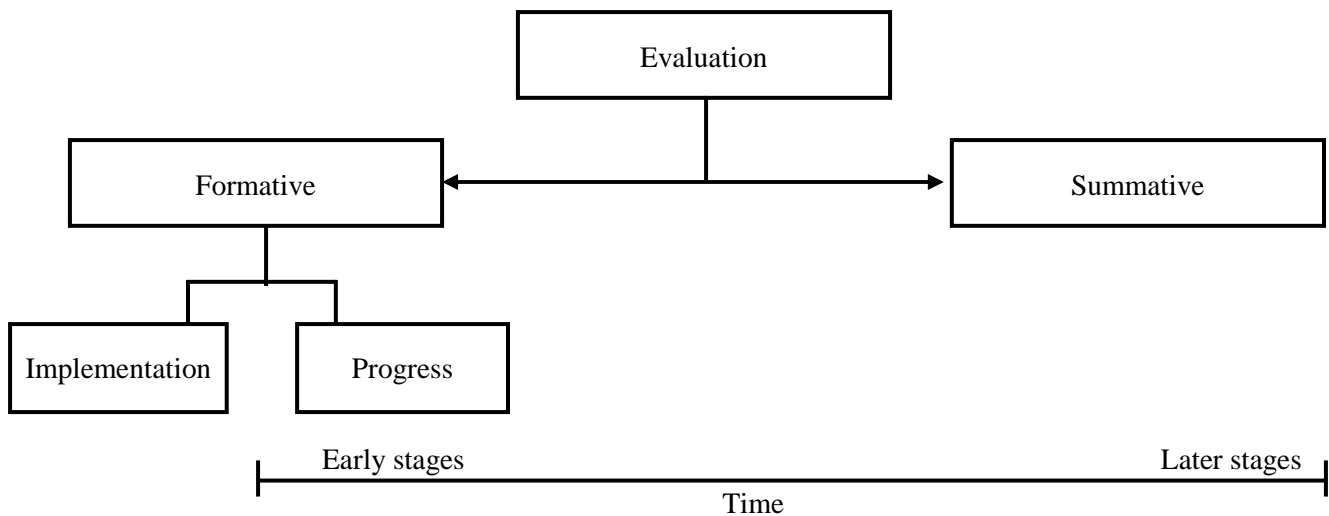 Evaluation
Formative
Summative
Implementation
Progress
Early stages
Later stages
Time